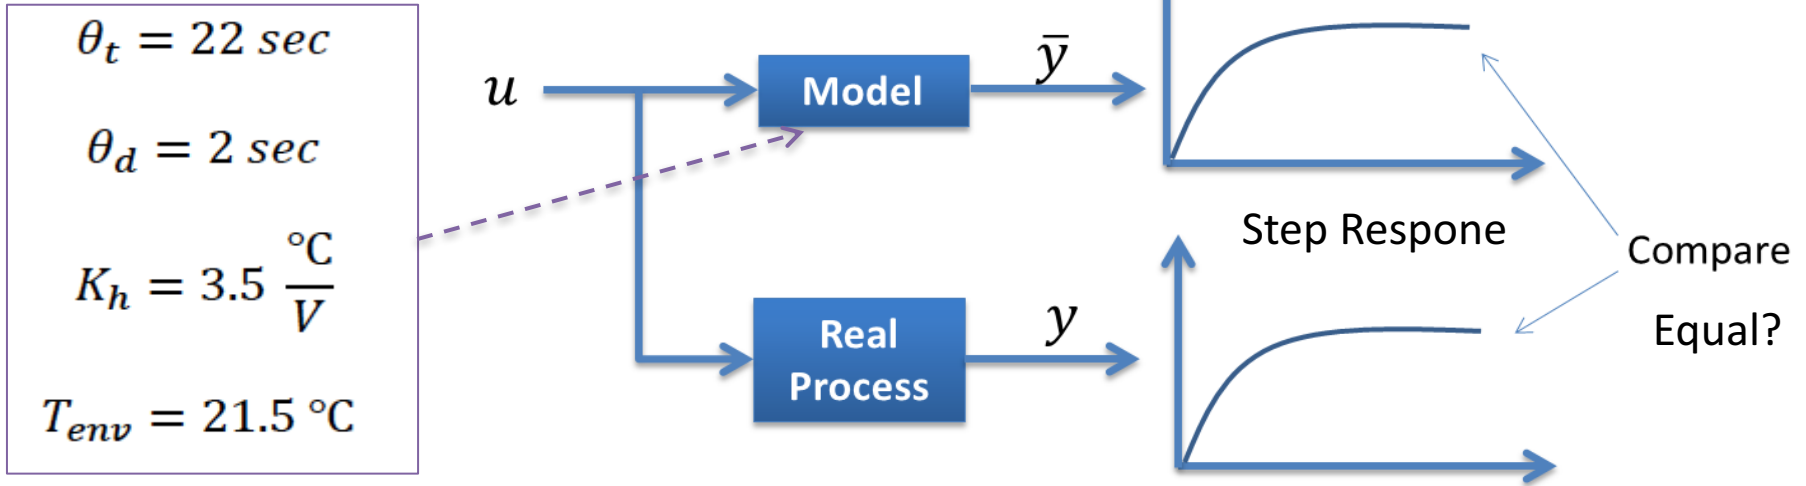 θ_t = 22 sec
θ_d = 2 sec
K_h = 3.5 °C/V
T_env = 21.5 °C
u
Model
ȳ
Step Respone
Compare
Equal?
Real
Process
y